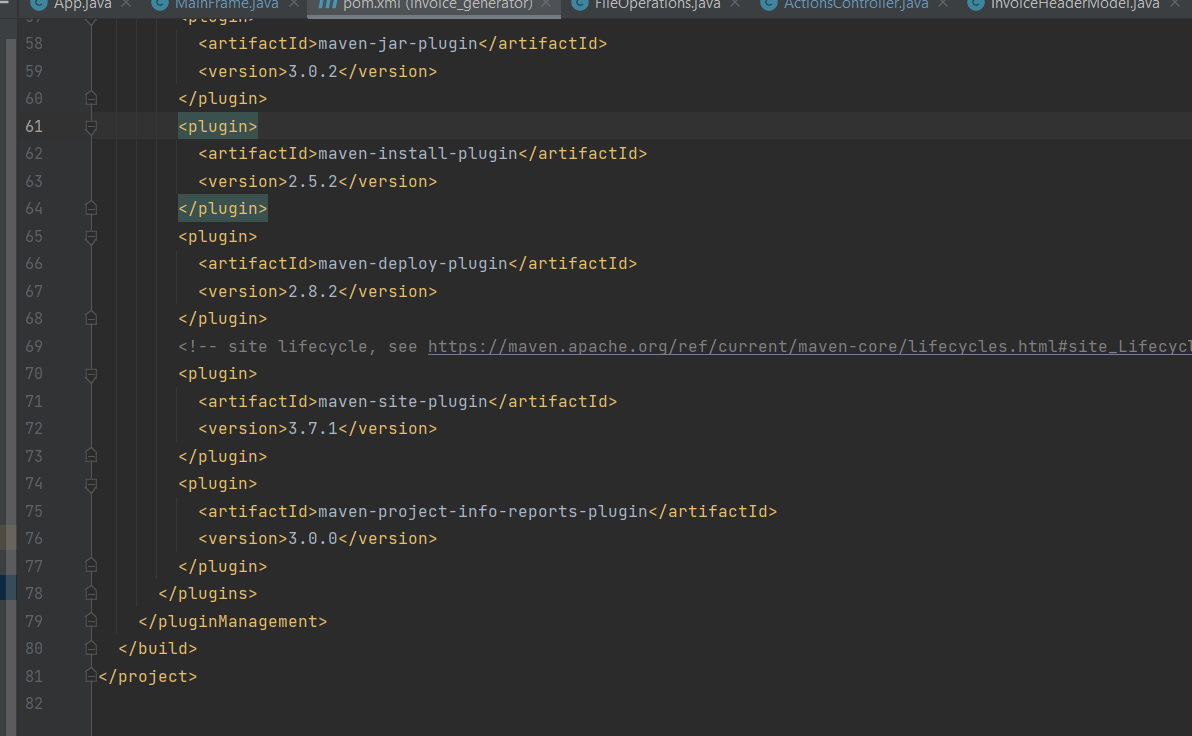 App.java
MainFrame.java
pom.xml (invoice_generator)
FileOperations.java
ActionsController.java
InvoiceHeaderModel.java
57 <plugin>
58 <artifactId>maven-jar-plugin</artifactId>
59 <version>3.0.2</version>
60 </plugin>
61 <plugin>
62 <artifactId>maven-install-plugin</artifactId>
63 <version>2.5.2</version>
64 </plugin>
65 <plugin>
66 <artifactId>maven-deploy-plugin</artifactId>
67 <version>2.8.2</version>
68 </plugin>
69 <!-- site lifecycle, see https://maven.apache.org/ref/current/maven-core/lifecycles.html#site_Lifecycl
70 <plugin>
71 <artifactId>maven-site-plugin</artifactId>
72 <version>3.7.1</version>
73 </plugin>
74 <plugin>
75 <artifactId>maven-project-info-reports-plugin</artifactId>
76 <version>3.0.0</version>
77 </plugin>
78 </plugins>
79 </pluginManagement>
80 </build>
81 </project>
82